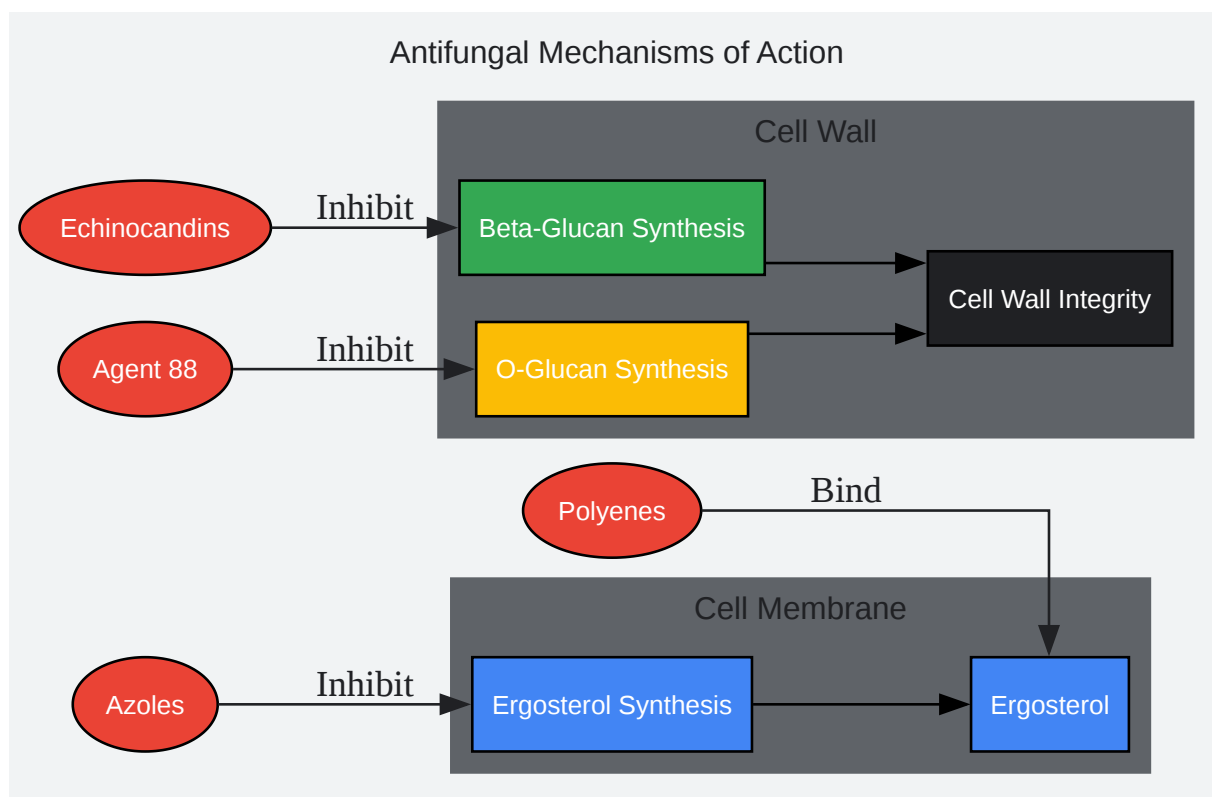 Antifungal Mechanisms of Action
Cell Wall
Echinocandins
Inhibit
Beta-Glucan Synthesis
Cell Wall Integrity
Agent 88
Inhibit
O-Glucan Synthesis
Polyenes
Bind
Cell Membrane
Azoles
Inhibit
Ergosterol Synthesis
Ergosterol